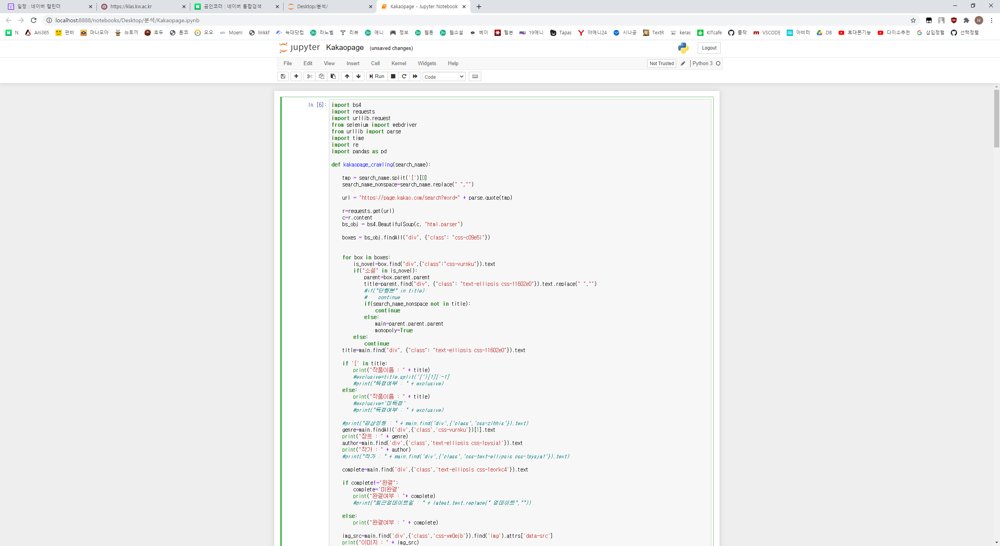 일정 : 네이버 캘린더
https://klas.kw.ac.kr
공인코더 : 네이버 통합검색
Desktop/분석/
Kakaopage - Jupyter Notebook
localhost:8888/notebooks/Desktop/분석/Kakaopage.ipynb
N Ani365 펀비 마나모아 뉴토끼 호두 툰코 오오 Moeni linkkf 늑대닷컴 라노벨 리뷰 애니 정보 웹툰 웹소설 베이 헬븐 19애니 Tapas 야애니24 시나공 TextR keras KITcafe 졸작 VSCODE 아비터 DB 휴대폰기능 다이소추천 삽입정렬 선택정렬
jupyter Kakaopage (unsaved changes) Logout
File Edit View Insert Cell Kernel Widgets Help Not Trusted Python 3
Run Code
In [6]:
import bs4
import requests
import urllib.request
from selenium import webdriver
from urllib import parse
import time
import re
import pandas as pd
def kakaopage_crawling(search_name):
tmp = search_name.split('[')[0]
search_name_nonspace=search_name.replace(" ","")
url = "https://page.kakao.com/search?word=" + parse.quote(tmp)
r=requests.get(url)
c=r.content
bs_obj = bs4.BeautifulSoup(c, "html.parser")
boxes = bs_obj.findAll("div", {"class": "css-c09e5i"})
for box in boxes:
is_novel=box.find("div",{"class":"css-vurnku"}).text
if("소설" in is_novel):
parent=box.parent.parent
title=parent.find("div", {"class": "text-ellipsis css-11602e0"}).text.replace(" ","")
#if("단행본" in title):
#    continue
if(search_name_nonspace not in title):
continue
else:
main=parent.parent.parent
monopoly=True
else:
continue
title=main.find("div", {"class": "text-ellipsis css-11602e0"}).text
if '[' in title:
print("작품이름 : " + title)
#exclusive=title.split('[')[1][:-1]
#print("독점여부 : " + exclusive)
else:
print("작품이름 : " + title)
#exclusive='미독점'
#print("독점여부 : " + exclusive)
#print("감상인원 : " + main.find('div',{'class','css-zlhhis'}).text)
genre=main.findAll('div',{'class','css-vurnku'})[1].text
print("장르 : " + genre)
author=main.find('div',{'class','text-ellipsis css-1pysja1'}).text
print("작가 : " + author)
#print("작가 : " + main.find('div',{'class','css-text-ellipsis css-1pysja1'}).text)
complete=main.find('div',{'class','text-ellipsis css-1eorkc4'}).text
if complete!="완결":
complete='미완결'
print("완결여부 : "+ complete)
#print("최근업데이트일 : " + latest.text.replace(" 업데이트",""))
else:
print("완결여부 : " + complete)
img_src=main.find('div',{'class','css-xw0ejb'}).find('img').attrs['data-src']
print("이미지 : " + img_src)